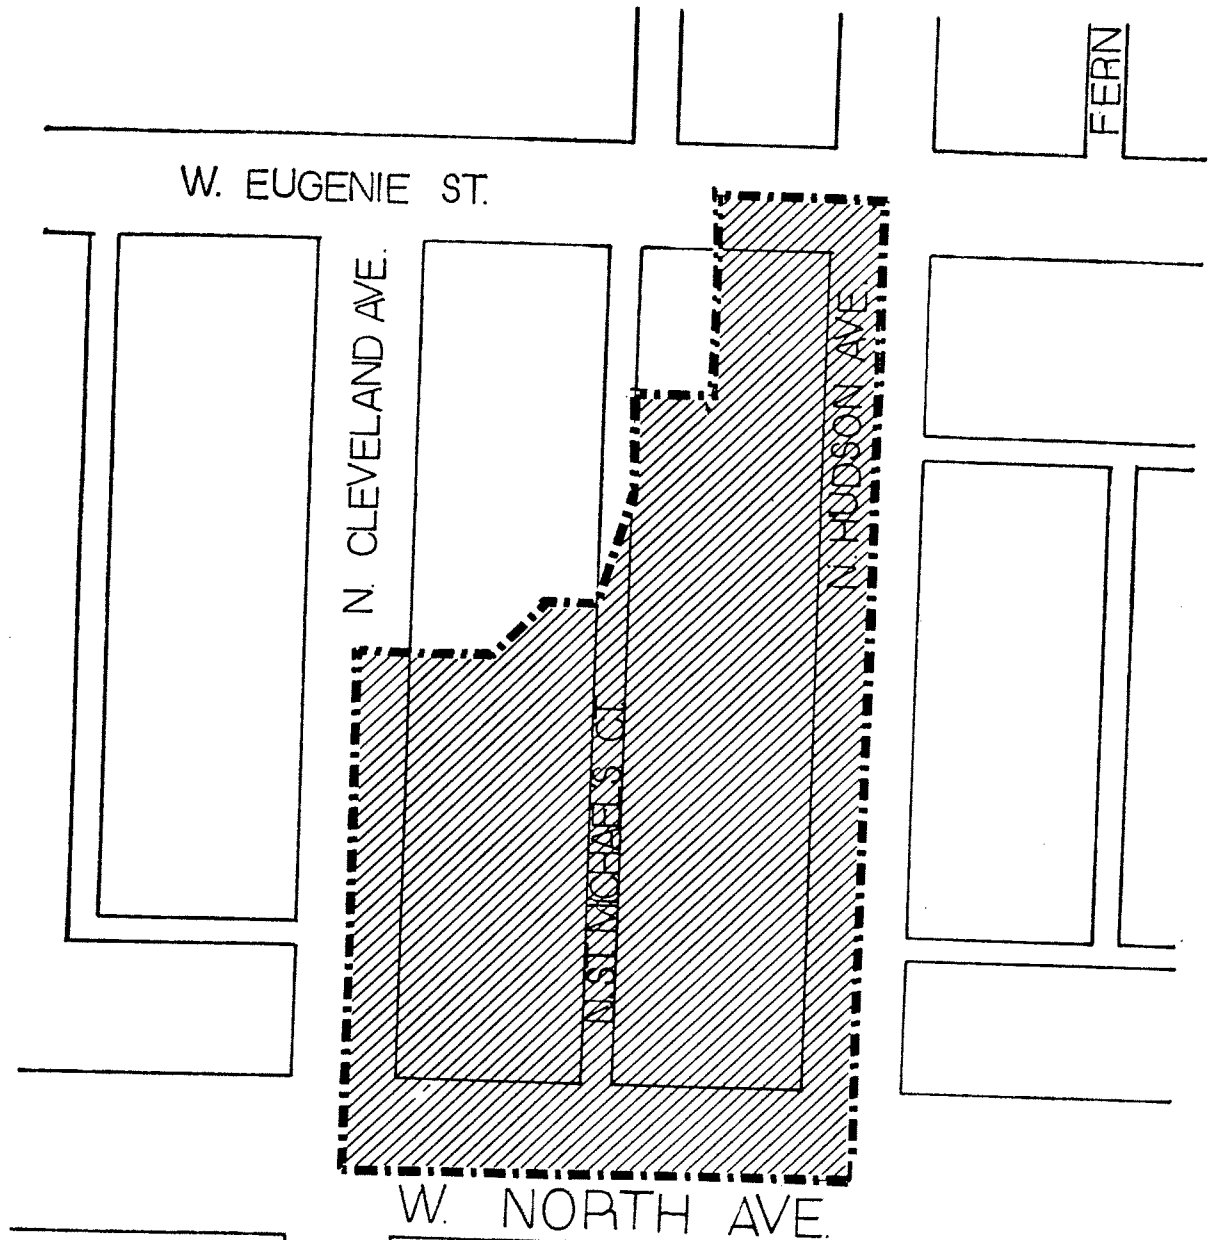 FERN
W. EUGENIE ST.
N. CLEVELAND AVE.
N. HUDSON AVE.
N. ST. MICHAEL'S CT.
W. NORTH AVE.